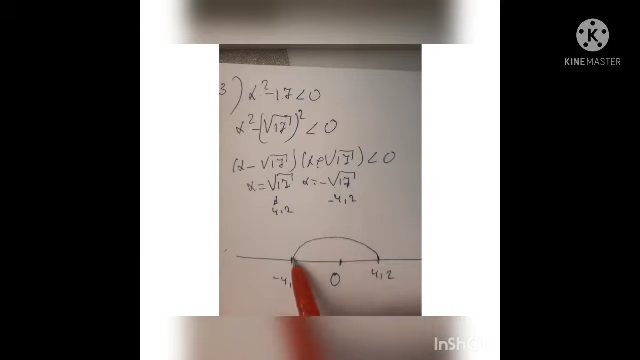 K
KINEMASTER
3) x² - 17 < 0
x² - (√17)² < 0
(x - √17) (x + √17) < 0
x = √17 x = -√17
4,2 -4,2
-4, 0 4,2
InSh